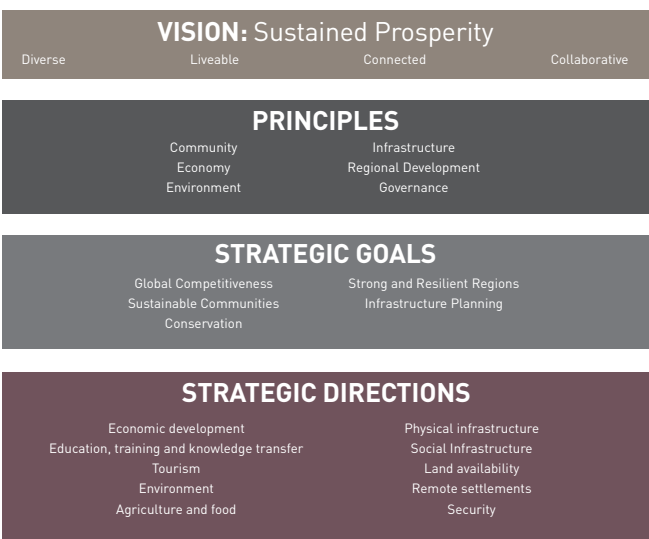 VISION: Sustained Prosperity
Diverse Liveable Connected Collaborative
PRINCIPLES
Community Infrastructure
Economy Regional Development
Environment Governance
STRATEGIC GOALS
Global Competitiveness Strong and Resilient Regions
Sustainable Communities Infrastructure Planning
Conservation
STRATEGIC DIRECTIONS
Economic development Physical infrastructure
Education, training and knowledge transfer Social Infrastructure
Tourism Land availability
Environment Remote settlements
Agriculture and food Security